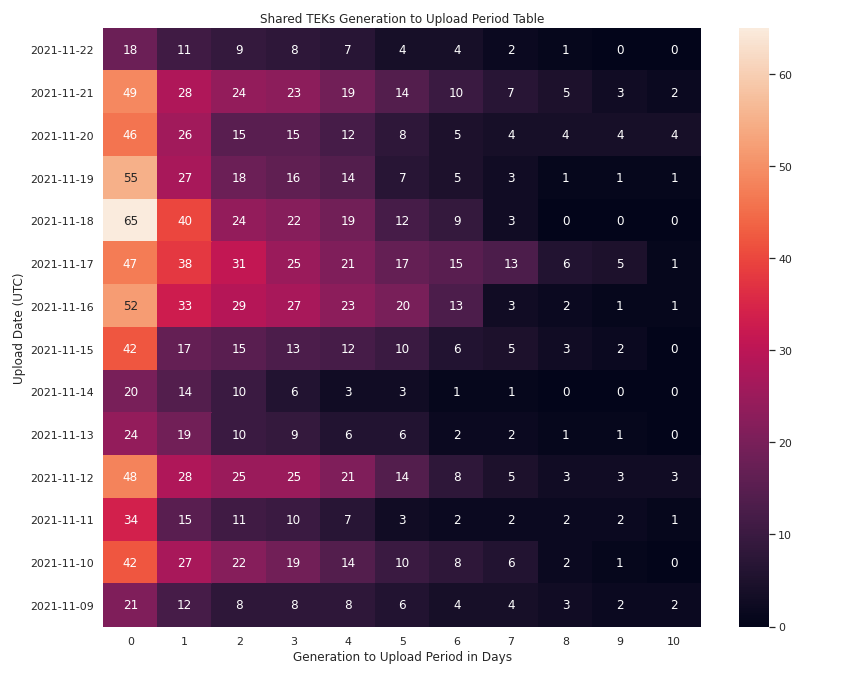 Shared TEKs Generation to Upload Period Table
Upload Date (UTC)
2021-11-22 18 11 9 8 7 4 4 2 1 0 0
2021-11-21 49 28 24 23 19 14 10 7 5 3 2
2021-11-20 46 26 15 15 12 8 5 4 4 4 4
2021-11-19 55 27 18 16 14 7 5 3 1 1 1
2021-11-18 65 40 24 22 19 12 9 3 0 0 0
2021-11-17 47 38 31 25 21 17 15 13 6 5 1
2021-11-16 52 33 29 27 23 20 13 3 2 1 1
2021-11-15 42 17 15 13 12 10 6 5 3 2 0
2021-11-14 20 14 10 6 3 3 1 1 0 0 0
2021-11-13 24 19 10 9 6 6 2 2 1 1 0
2021-11-12 48 28 25 25 21 14 8 5 3 3 3
2021-11-11 34 15 11 10 7 3 2 2 2 2 1
2021-11-10 42 27 22 19 14 10 8 6 2 1 0
2021-11-09 21 12 8 8 8 6 4 4 3 2 2
0 1 2 3 4 5 6 7 8 9 10
Generation to Upload Period in Days
60
50
40
30
20
10
0